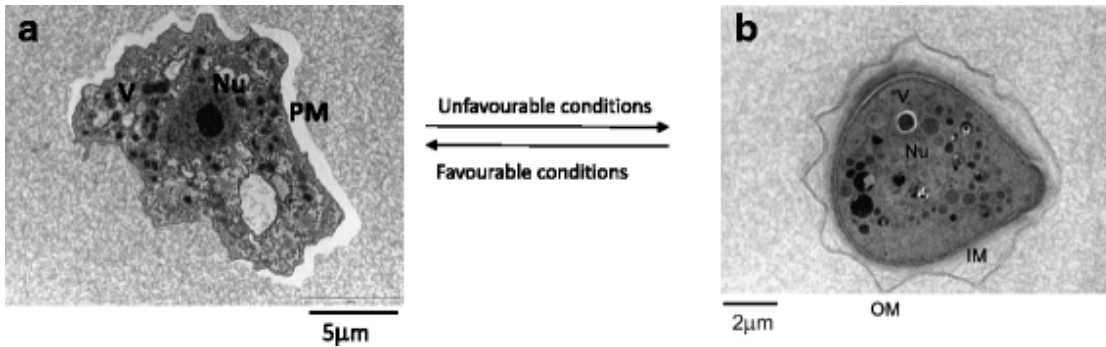 a
V
Nu
PM
5µm
Unfavourable conditions
Favourable conditions
b
V
Nu
IM
OM
2µm